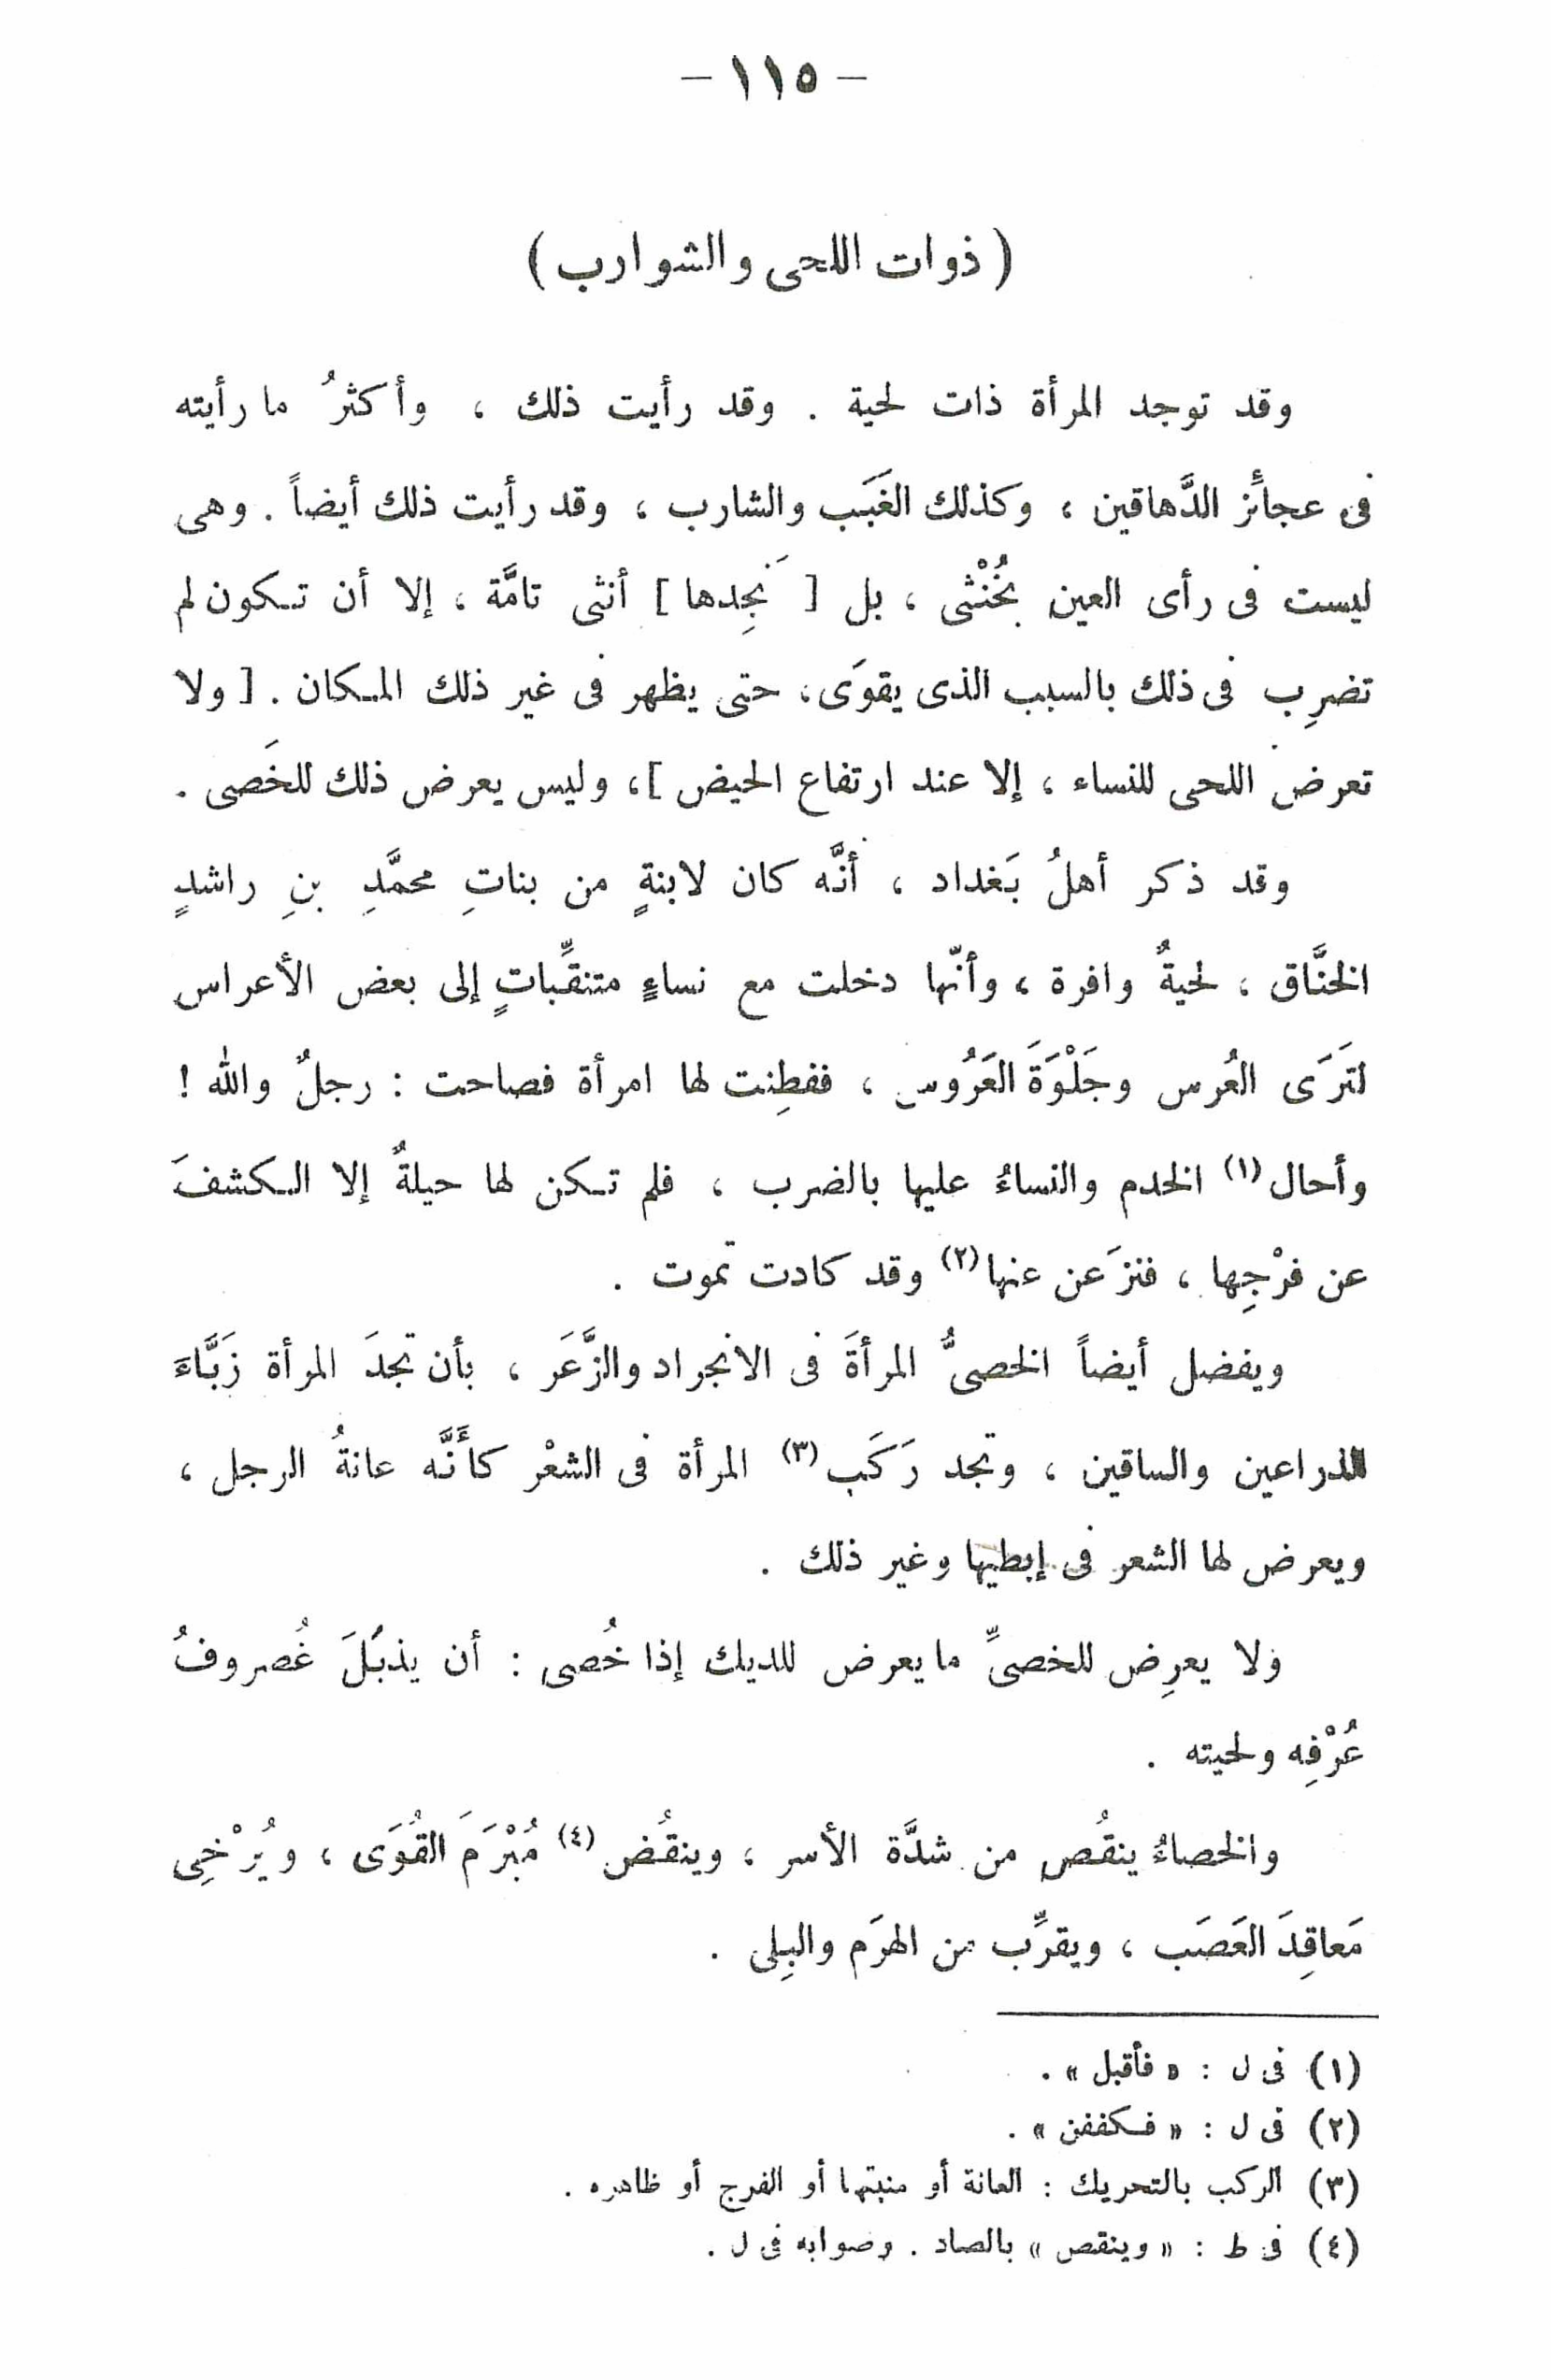 — ١١٥ —
( ذوات اللحى والشوارب )
وقد توجد المرأة ذات لحية . وقد رأيت ذلك ، وأكثرُ ما رأيته
فى عجائز الدَّهاقين ، وكذلك الغَبَب والشارب ، وقد رأيت ذلك أيضاً . وهى
ليست فى رأى العين بخُنْثى ، بل [ نَجِدها ] أنثى تامَّة ، إلا أن تكون لم
تضرِب فى ذلك بالسبب الذى يقوَى ، حتى يظهر فى غير ذلك المكان . [ ولا
تعرض اللحى للنساء ، إلا عند ارتفاع الحيض ] ، وليس يعرض ذلك للخَصى .
وقد ذكر أهلُ بَغداد ، أنَّه كان لابنةٍ من بناتِ محمَّدِ بنِ راشدٍ
الخنَّاق ، لحيةٌ وافرة ، وأنّها دخلت مع نساءٍ متنقِّباتٍ إلى بعض الأعراس
لتَرَى العُرس وجَلْوَةَ العَرُوس ، ففطِنت لها امرأة فصاحت : رجلٌ والله !
وأحال (١) الخدم والنساءُ عليها بالضرب ، فلم تكن لها حيلةٌ إلا الكشفَ
عن فرْجِها ، فنزَعن عنها (٢) وقد كادت تموت .
ويفضل أيضاً الخصىُّ المرأةَ فى الانجراد والزَّعَر ، بأن تجدَ المرأة زَبَّاءَ
الذراعين والساقين ، وتجد رَكَب (٣) المرأة فى الشعْر كأنَّه عانةُ الرجل ،
ويعرض لها الشعر فى إبطيها وغير ذلك .
ولا يعرِض للخصىِّ ما يعرض للديك إذا خُصى : أن يذبُلَ غُضروفُ
عُرْفِه ولحيته .
والخصاءُ ينقُص من شدَّة الأسر ، وينقُض (٤) مُبْرَمَ القُوَى ، ويُرْخِى
مَعاقِدَ العَصَب ، ويقرِّب من الهرَم والبِلى .
(١) فى ل : « فأقبل » .
(٢) فى ل : « فكففن » .
(٣) الركب بالتحريك : العانة أو منبتها أو الفرج أو ظاهره .
(٤) فى ط : « وينقص » بالصاد . وصوابه فى ل .